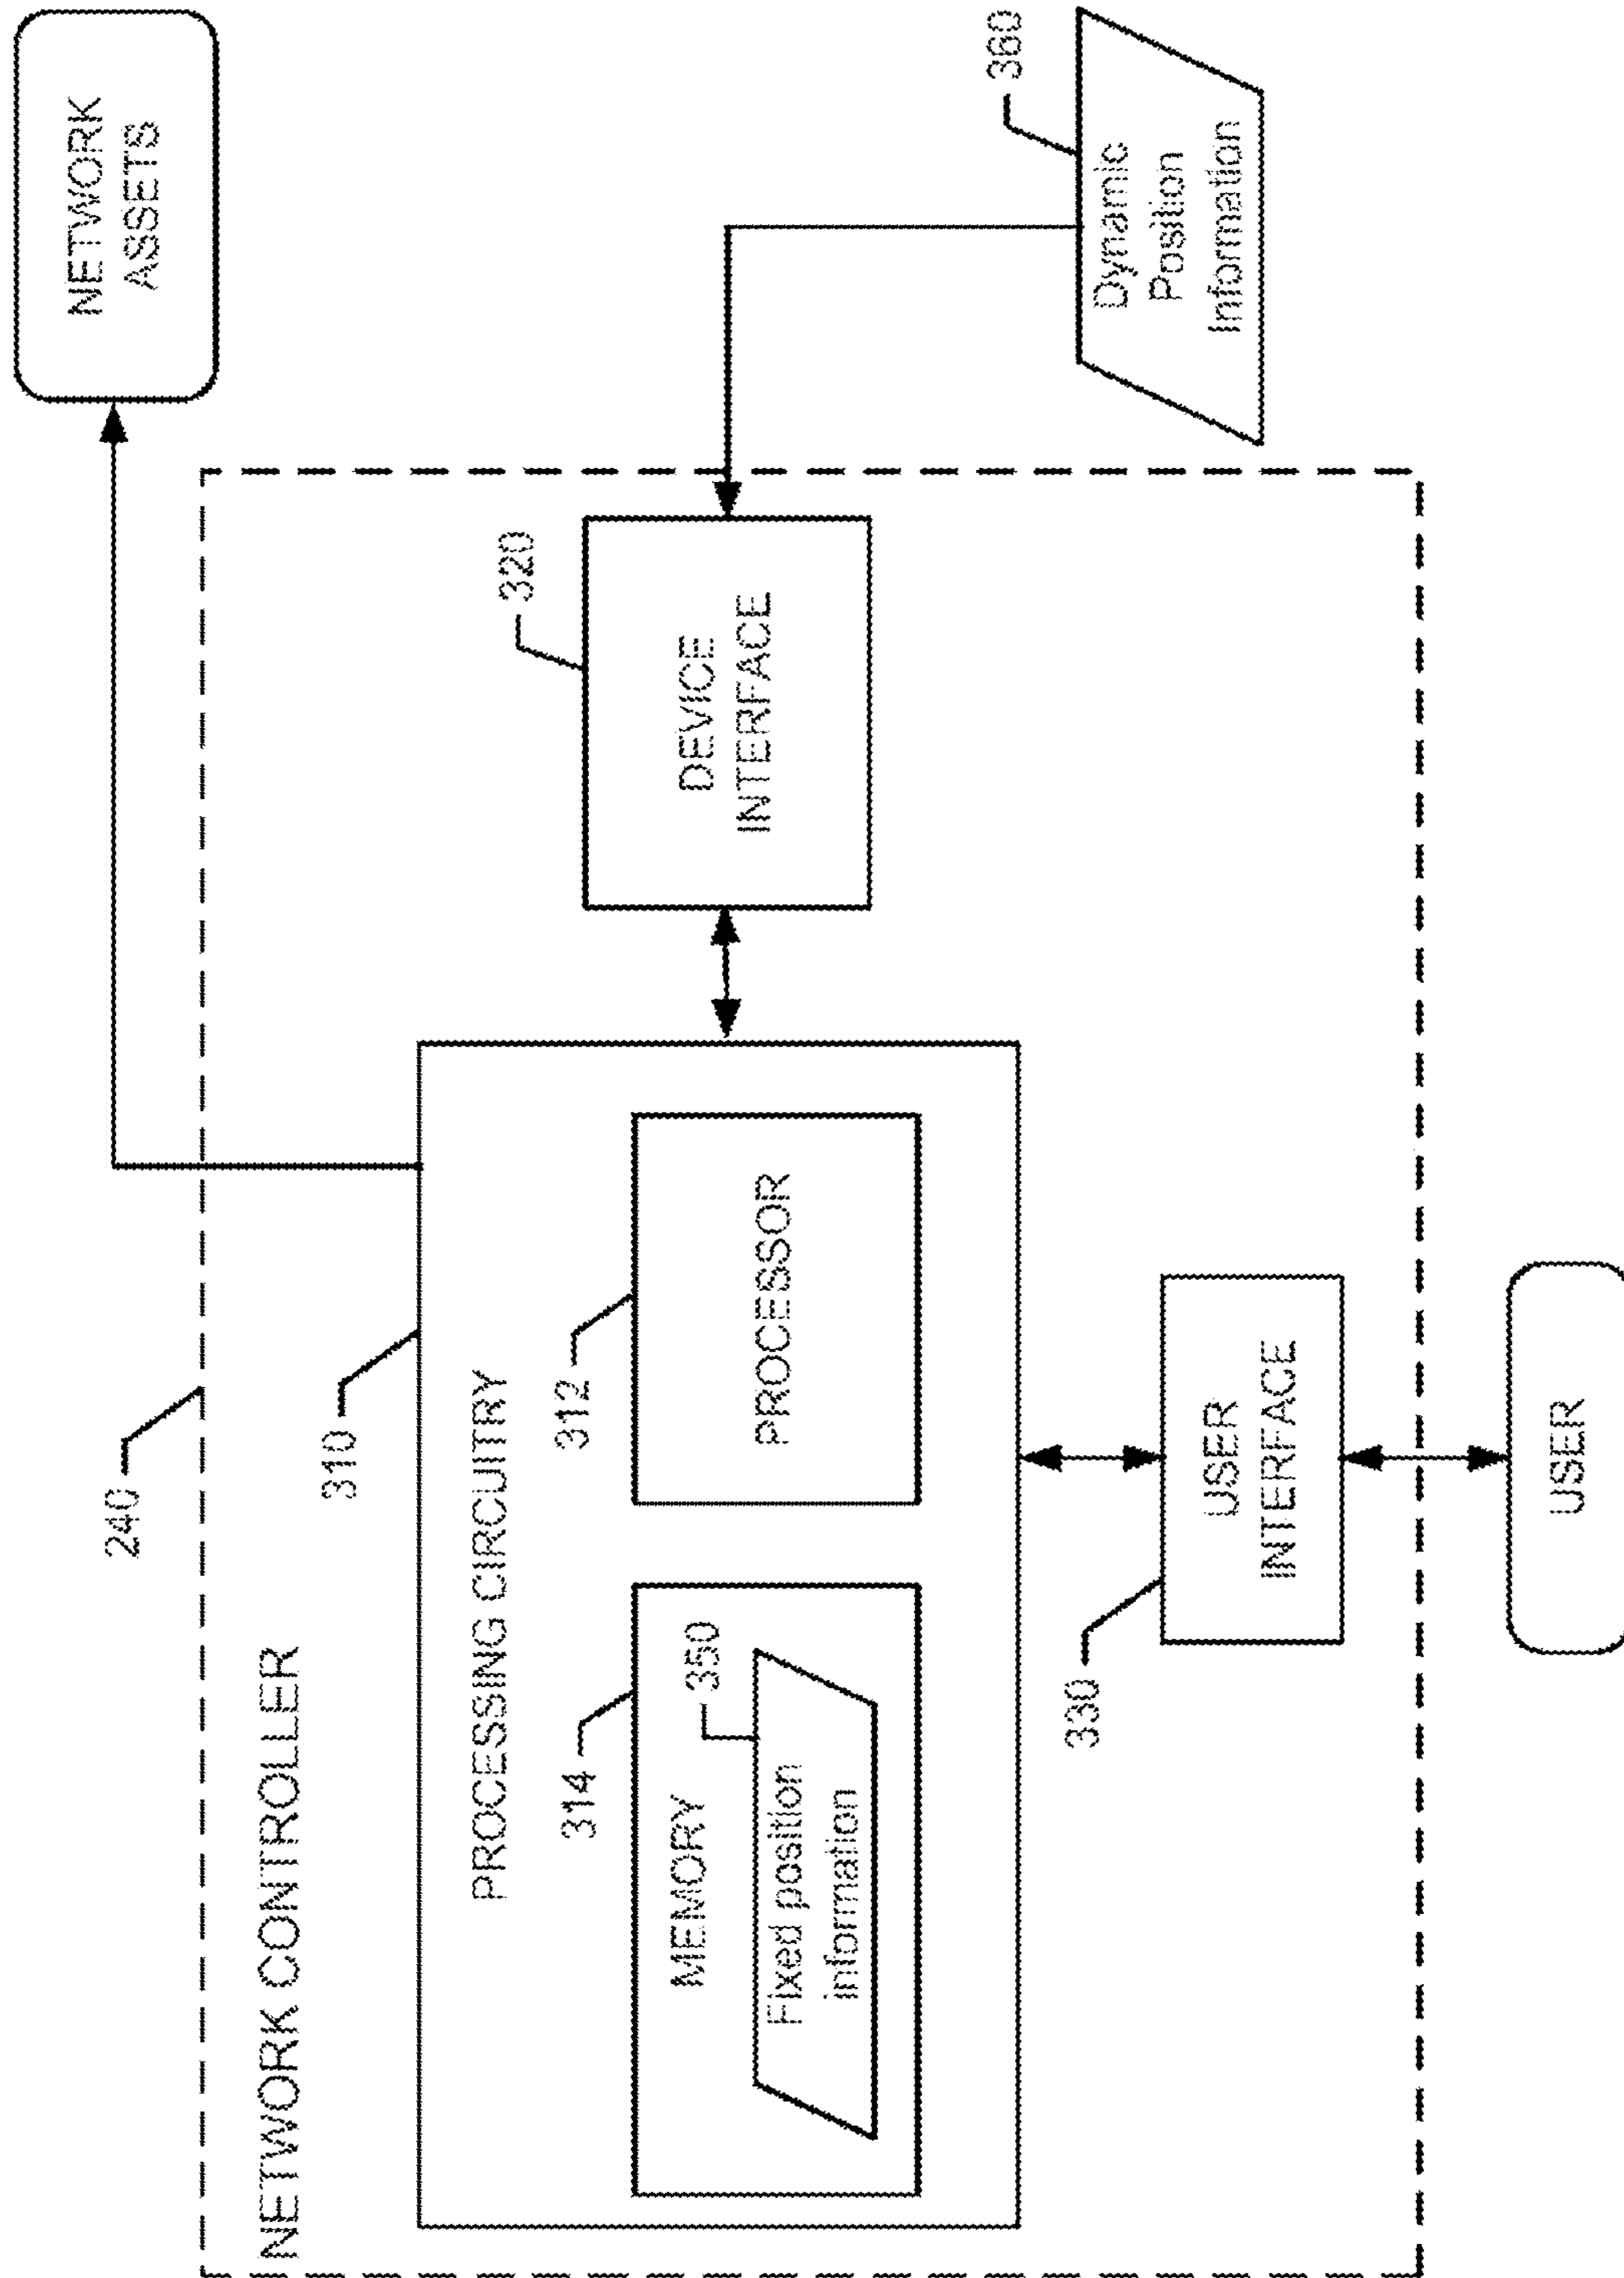 NETWORK
ASSETS
240
NETWORK CONTROLLER
310
PROCESSING CIRCUITRY
320
314
312
MEMORY
350
Fixed position
information
PROCESSOR
DEVICE
INTERFACE
360
Dynamic
Position
Information
330
USER
INTERFACE
USER